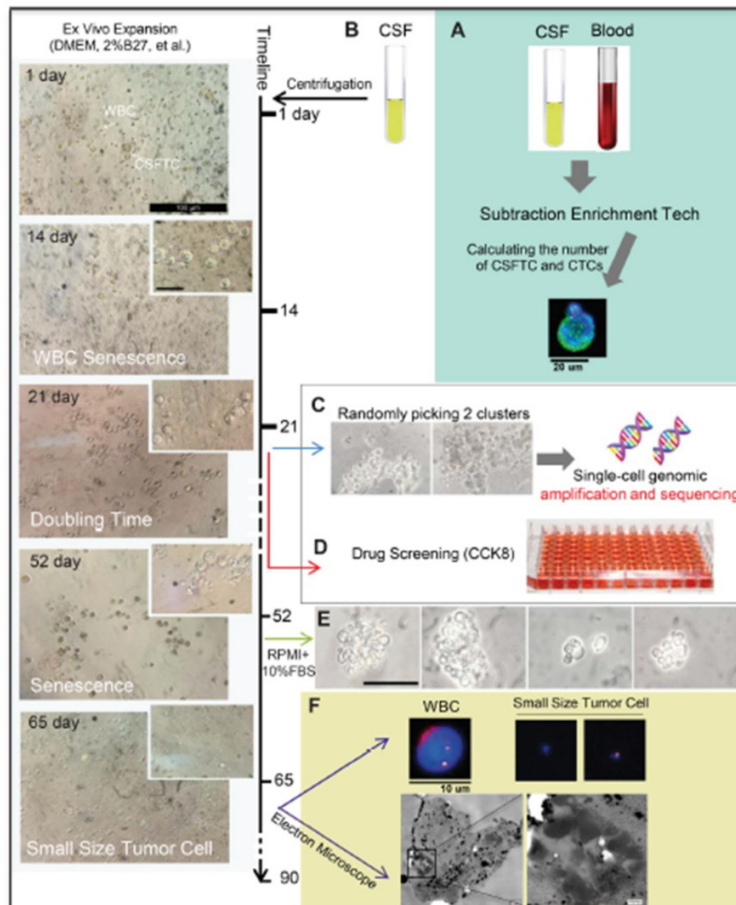 Ex Vivo Expansion
(DMEM, 2%B27, et al.)
Timeline
1 day
WBC
CSFTC
100 µm
14 day
WBC Senescence
21 day
Doubling Time
52 day
Senescence
65 day
Small Size Tumor Cell
1 day
14
21
52
65
90
B
CSF
Centrifugation
A
CSF
Blood
Subtraction Enrichment Tech
Calculating the number
of CSFTC and CTCs
20 um
C
Randomly picking 2 clusters
Single-cell genomic
amplification and sequencing
D
Drug Screening (CCK8)
E
RPMI+
10%FBS
F
WBC
Small Size Tumor Cell
10 um
Electron Microscope